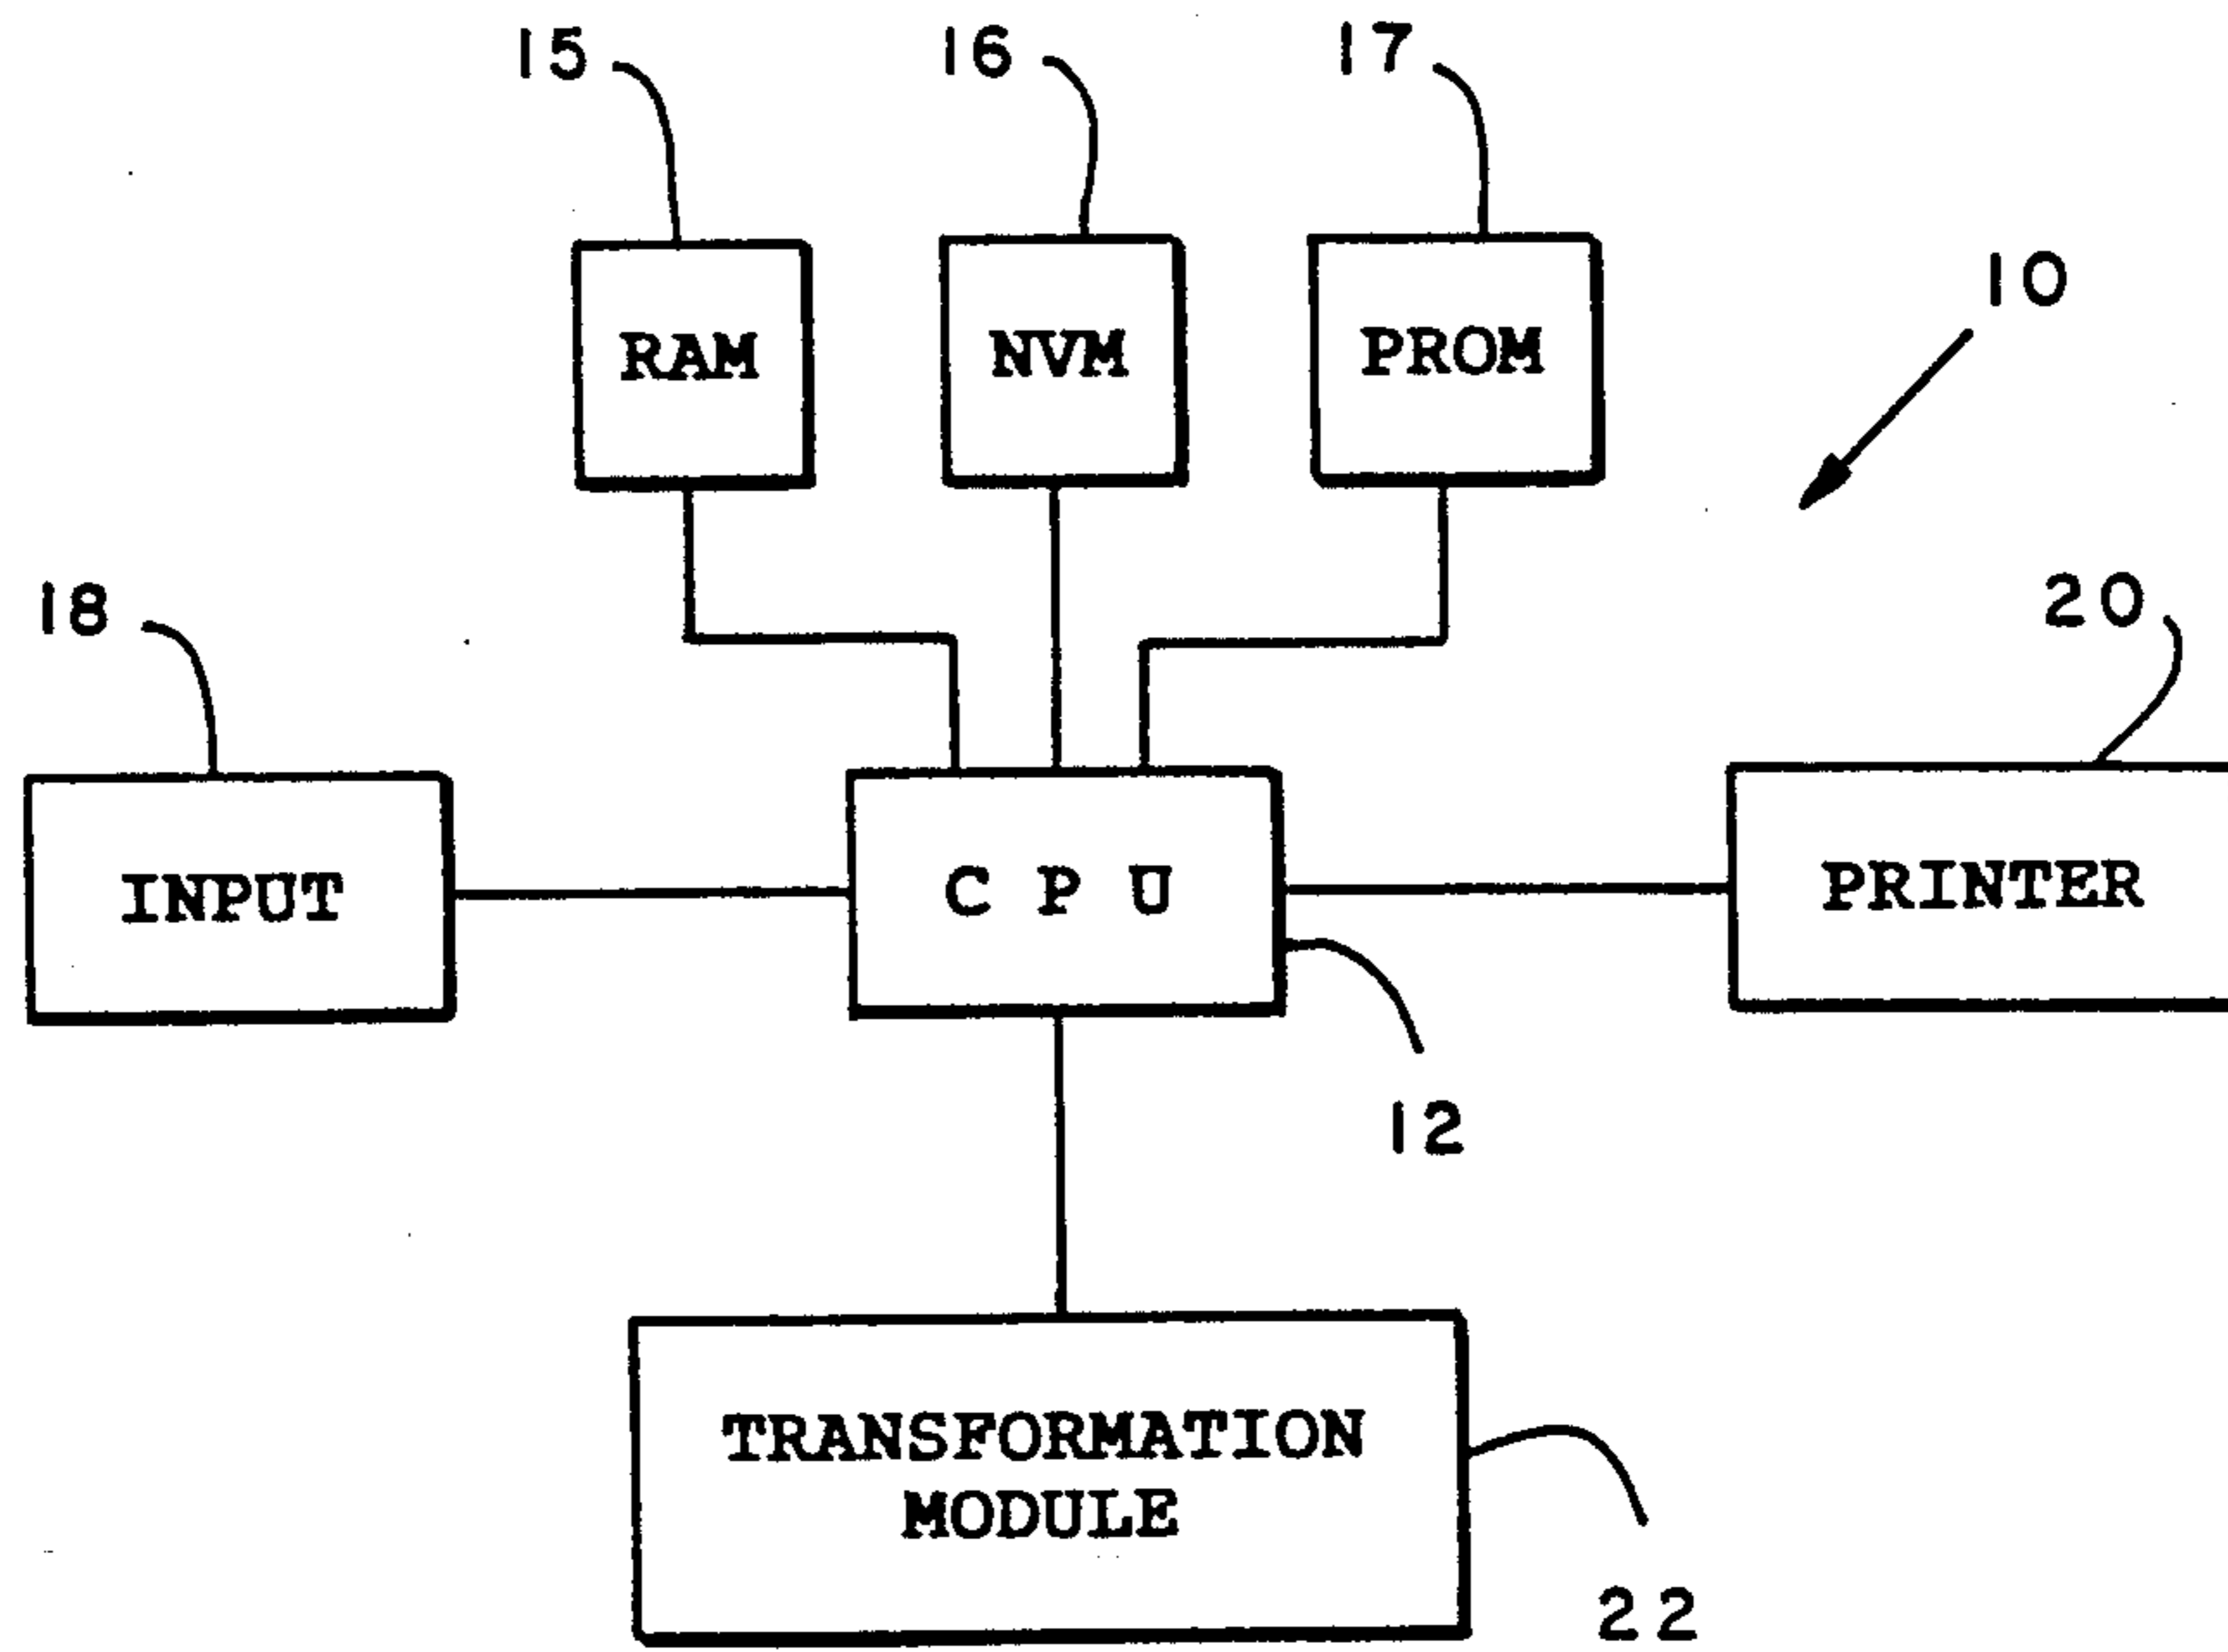 15
16
17
RAM
NVM
PROM
10
18
20
INPUT
C P U
PRINTER
12
TRANSFORMATION
MODULE
22